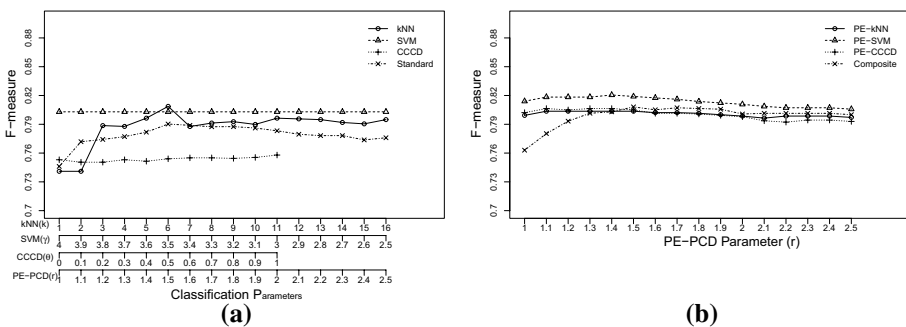 F-measure
0.7 0.73 0.76 0.79 0.82 0.85 0.88
kNN
SVM
CCCD
Standard
kNN(k) 1 2 3 4 5 6 7 8 9 10 11 12 13 14 15 16
SVM(γ) 4 3.9 3.8 3.7 3.6 3.5 3.4 3.3 3.2 3.1 3 2.9 2.8 2.7 2.6 2.5
CCCD(θ) 0 0.1 0.2 0.3 0.4 0.5 0.6 0.7 0.8 0.9 1
PE-PCD(r) 1 1.1 1.2 1.3 1.4 1.5 1.6 1.7 1.8 1.9 2 2.1 2.2 2.3 2.4 2.5
Classification Parameters
(a)
F-measure
0.7 0.73 0.76 0.79 0.82 0.85 0.88
PE-kNN
PE-SVM
PE-CCCD
Composite
1 1.1 1.2 1.3 1.4 1.5 1.6 1.7 1.8 1.9 2 2.1 2.2 2.3 2.4 2.5
PE-PCD Parameter (r)
(b)